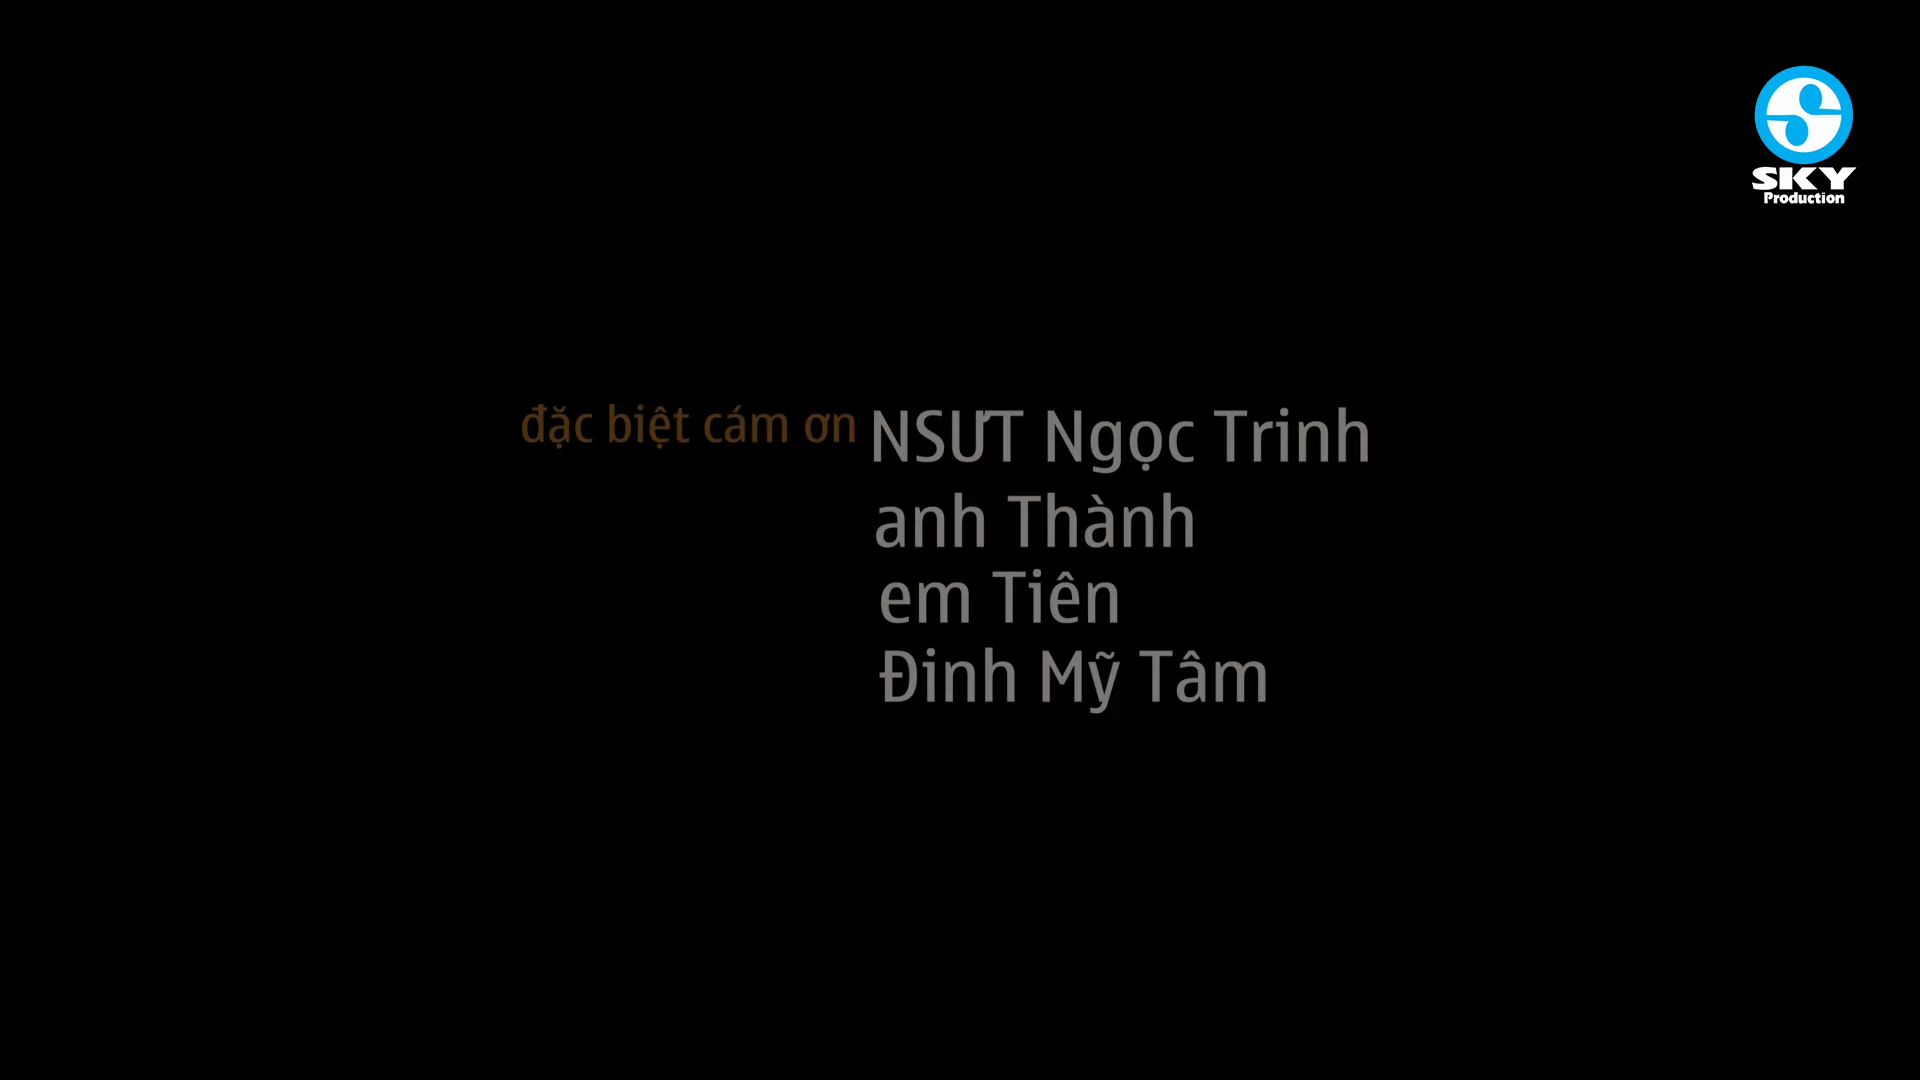 SKY
Production
đặc biệt cám ơn NSƯT Ngọc Trinh
anh Thành
em Tiên
Đinh Mỹ Tâm